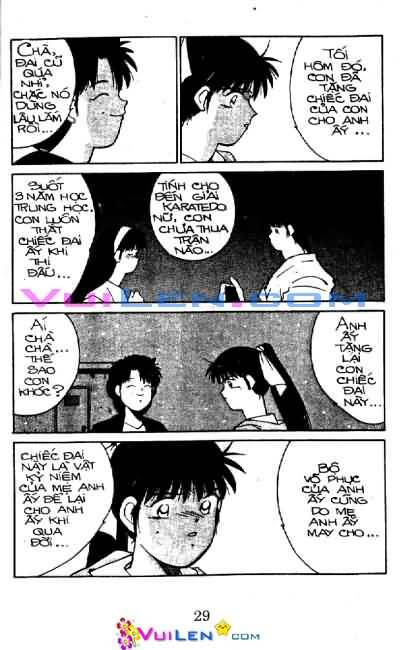 CHÀ,
ĐAI CŨ
QÚA
NHỈ,
CHẮC NÓ
DÙNG
LÂU LẮM
RỒI...
TỐI
HÔM ĐÓ,
CON ĐÃ
TẶNG
CHIẾC ĐAI
CỦA CON
CHO ANH
ẤY...
SUỐT
3 NĂM HỌC
TRUNG HỌC,
CON LUÔN
THẮT
CHIẾC ĐAI
ẤY KHI
THI
ĐẤU...
TÍNH CHO
ĐẾN GIẢI
KARATEDO
NỮ, CON
CHƯA THUA
TRẬN
NÀO...
VUILEN.COM
ÁI
CHÀ
CHÀ...
THẾ
SAO
CON
KHÓC?
ANH
ẤY
TẶNG
LẠI
CON
CHIẾC
ĐAI
NÀY...
CHIẾC ĐAI
NÀY LÀ VẬT
KỶ NIỆM
CỦA MẸ ANH
ẤY ĐỂ LẠI
CHO ANH
ẤY KHI
QUA
ĐỜI...
BỘ
VÕ PHỤC
CỦA ANH
ẤY CŨNG
DO MẸ
ANH ẤY
MAY CHO...
29
VUILEN.COM